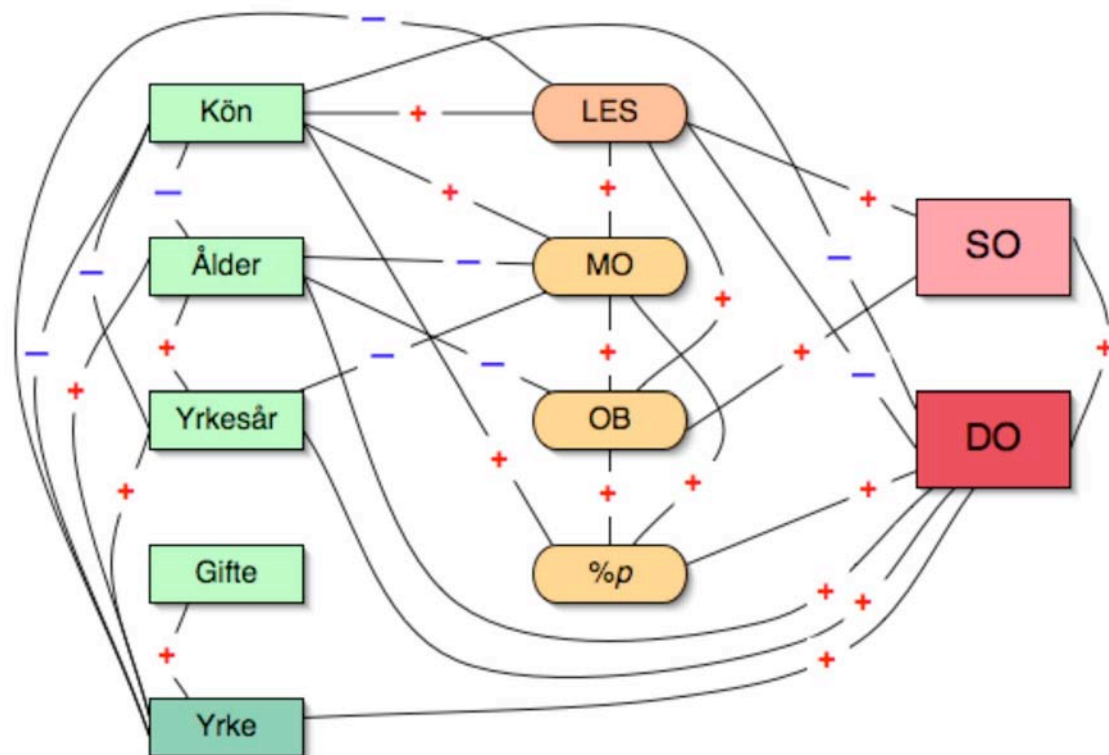 Kön
Ålder
Yrkesår
Gifte
Yrke
LES
MO
OB
%p
SO
DO